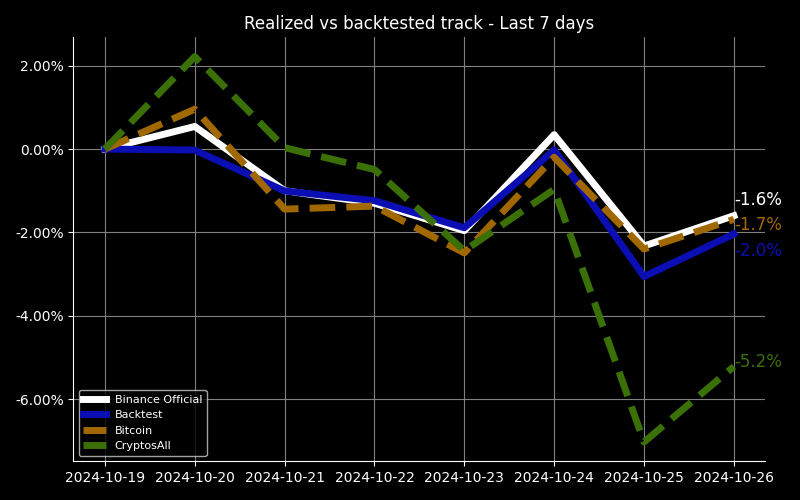 Realized vs backtested track - Last 7 days
2.00%
0.00%
-2.00%
-4.00%
-6.00%
-1.6%
-1.7%
-2.0%
-5.2%
Binance Official
Backtest
Bitcoin
CryptosAll
2024-10-19 2024-10-20 2024-10-21 2024-10-22 2024-10-23 2024-10-24 2024-10-25 2024-10-26